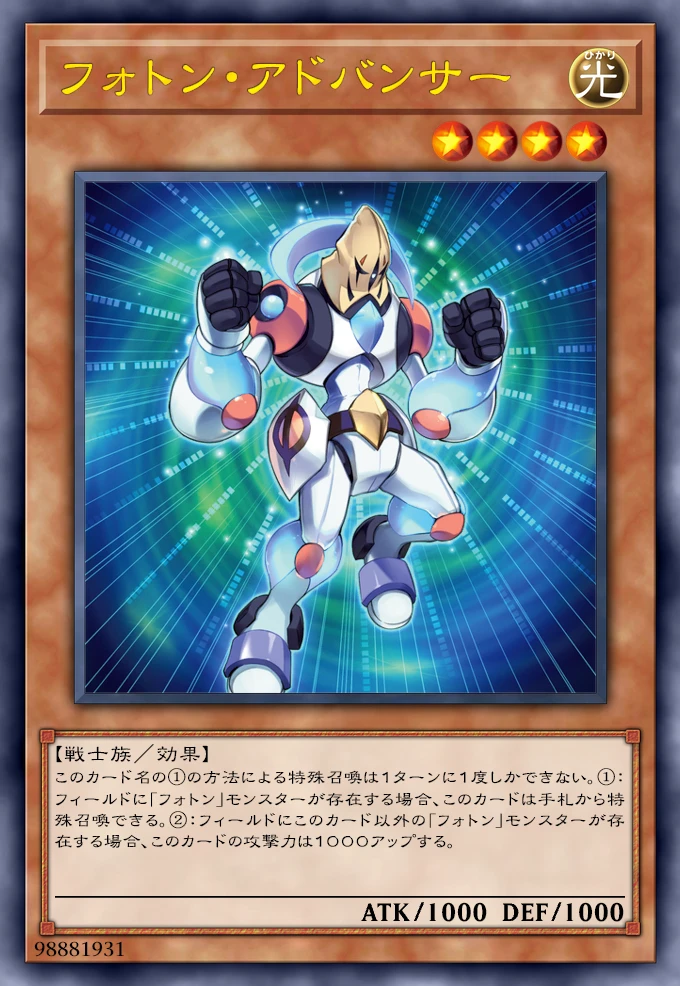 フォトン・アドバンサー
ひかり
光
【戦士族／効果】
このカード名の①の方法による特殊召喚は１ターンに１度しかできない。①：
フィールドに「フォトン」モンスターが存在する場合、このカードは手札から特
殊召喚できる。②：フィールドにこのカード以外の「フォトン」モンスターが存
在する場合、このカードの攻撃力は１０００アップする。
ATK/1000 DEF/1000
98881931